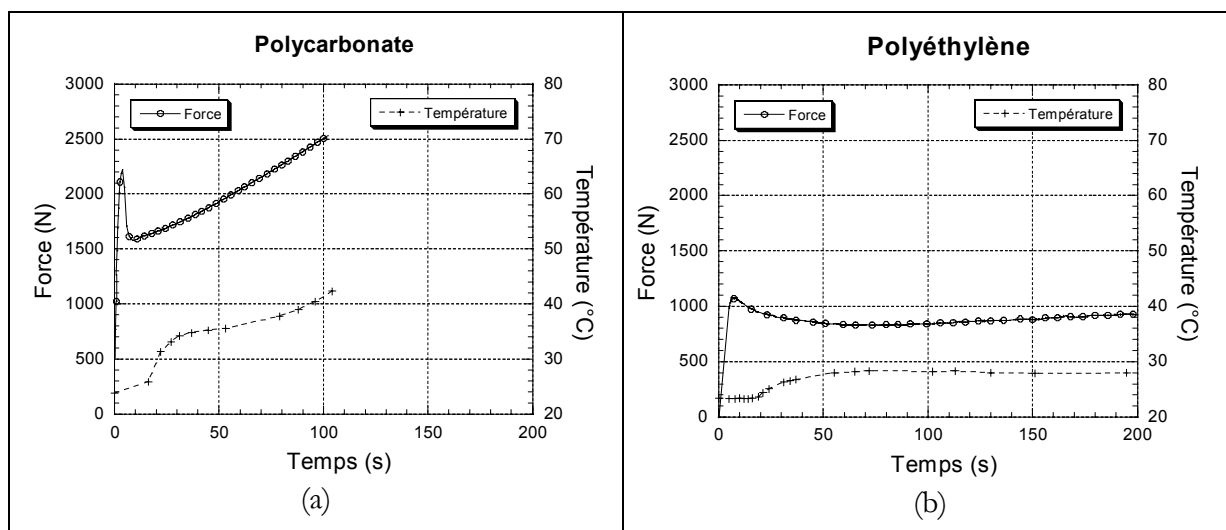 Polycarbonate
Force
Température
3000
2500
2000
1500
1000
500
0
Force (N)
80
70
60
50
40
30
20
Température (°C)
0 50 100 150 200
Temps (s)
(a)
Polyéthylène
Force
Température
3000
2500
2000
1500
1000
500
0
Force (N)
80
70
60
50
40
30
20
Température (°C)
0 50 100 150 200
Temps (s)
(b)